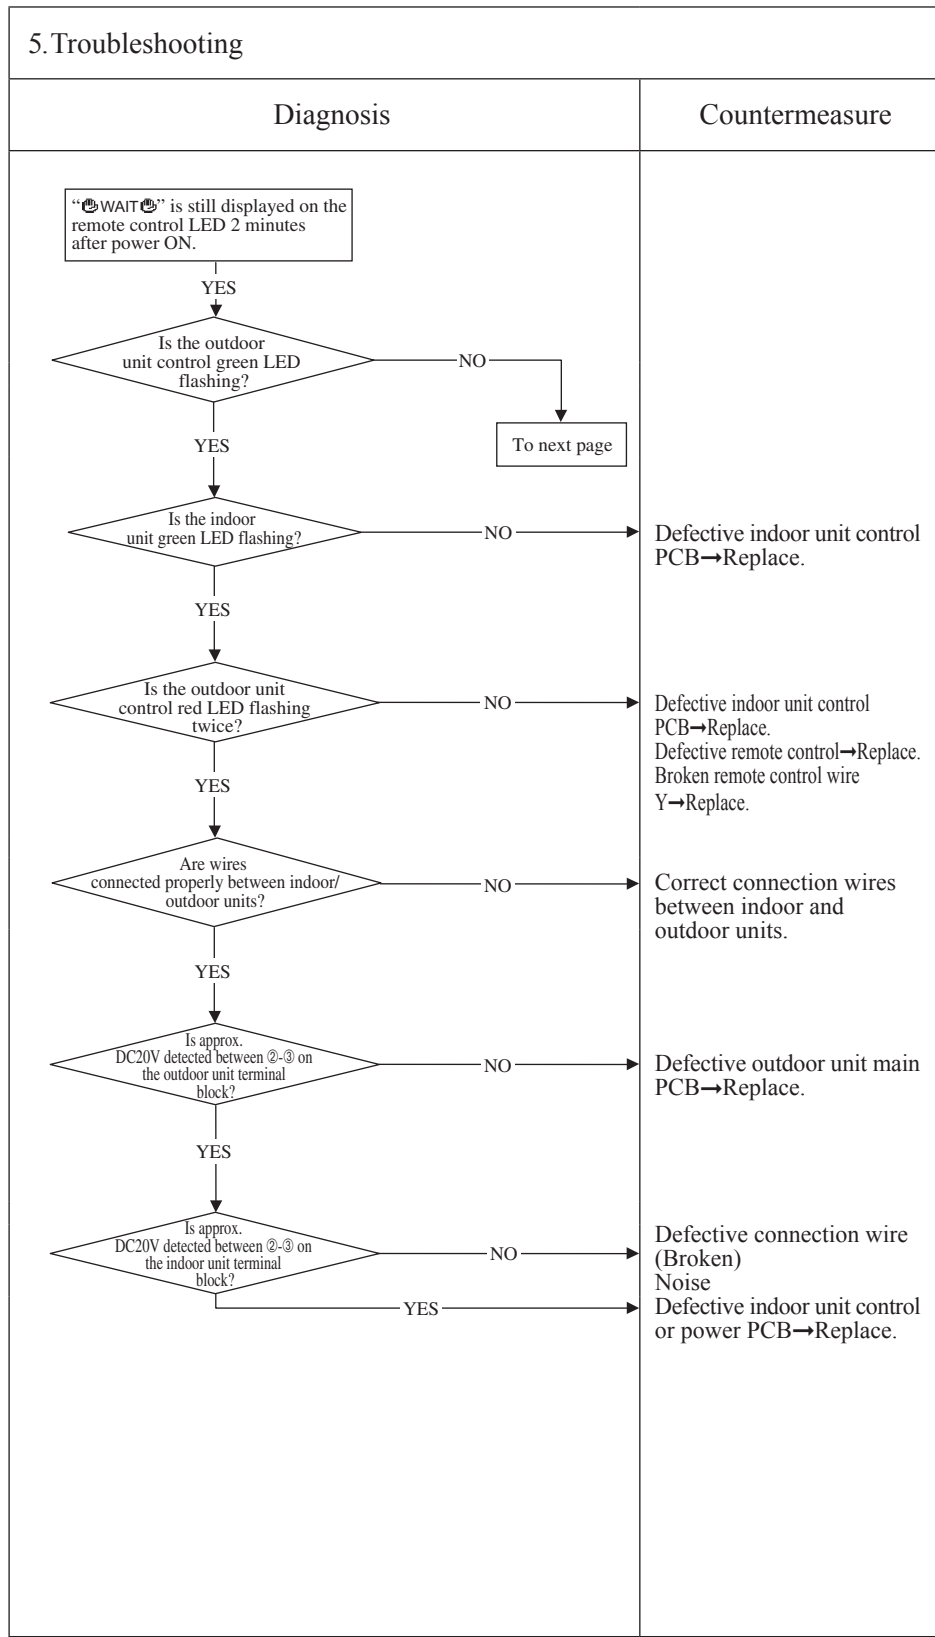 5.Troubleshooting
Diagnosis
Countermeasure
“WAIT” is still displayed on the
remote control LED 2 minutes
after power ON.
YES
Is the outdoor
unit control green LED
flashing?
NO
To next page
YES
Is the indoor
unit green LED flashing?
NO
Defective indoor unit control
PCB→Replace.
YES
Is the outdoor unit
control red LED flashing
twice?
NO
Defective indoor unit control
PCB→Replace.
Defective remote control→Replace.
Broken remote control wire
Y→Replace.
YES
Are wires
connected properly between indoor/
outdoor units?
NO
Correct connection wires
between indoor and
outdoor units.
YES
Is approx.
DC20V detected between ②-③ on
the outdoor unit terminal
block?
NO
Defective outdoor unit main
PCB→Replace.
YES
Is approx.
DC20V detected between ②-③ on
the indoor unit terminal
block?
NO
Defective connection wire
(Broken)
Noise
YES
Defective indoor unit control
or power PCB→Replace.